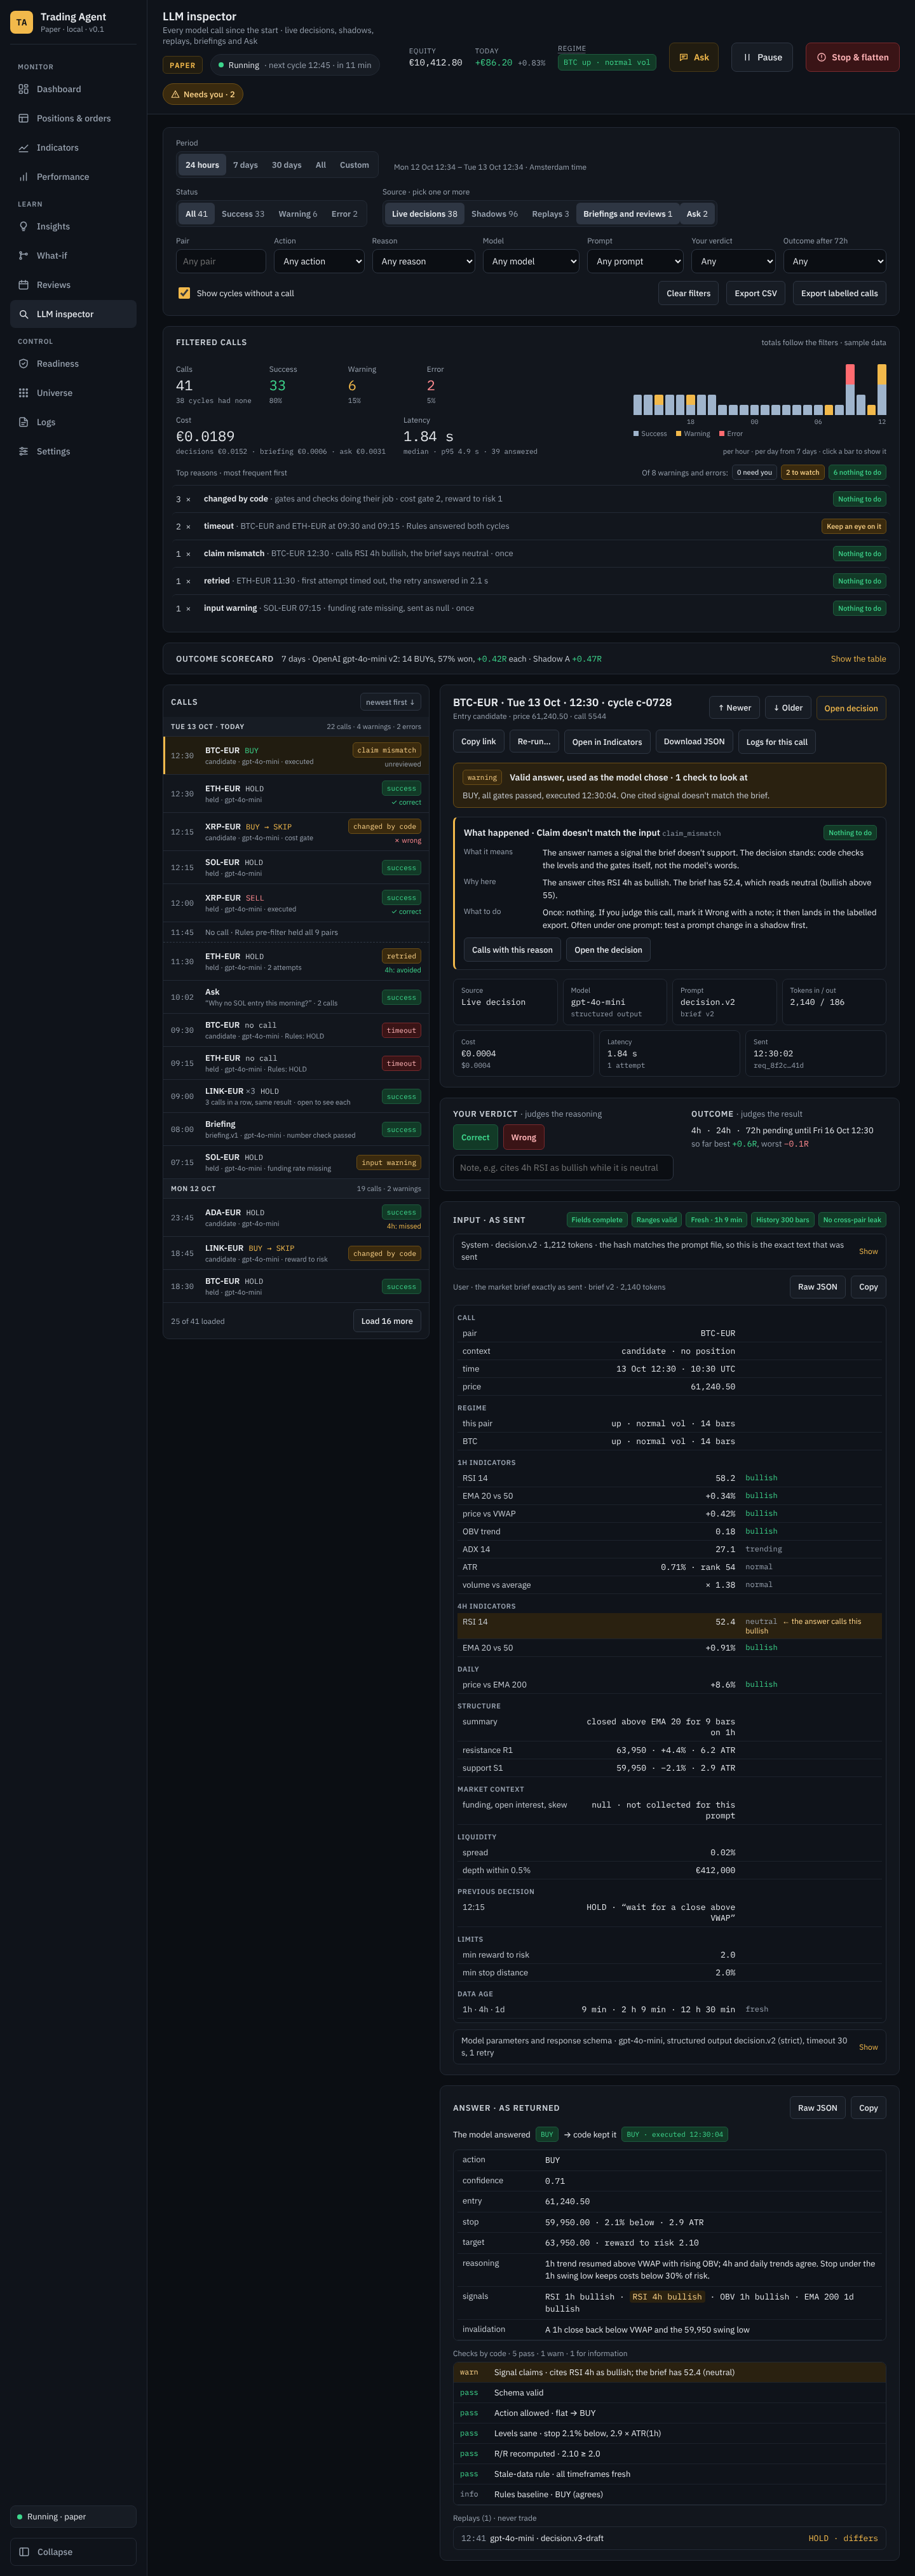 TA
Trading Agent
Paper · local · v0.1
MONITOR
Dashboard
Positions & orders
Indicators
Performance
LEARN
Insights
What-if
Reviews
LLM inspector
CONTROL
Readiness
Universe
Logs
Settings
Running · paper
Collapse
LLM inspector
Every medium call since the start · live decisions, shadows,
replays, briefings and Ask
PAPER
Running · next cycle 12:45 · in 11 min
Needs you · 2
EQUITY
€10,412.80
TODAY
+€86.20 +0.83%
REGIME
BTC up · normal vol
Ask
Pause
Stop & flatten
Period
24 hours 7 days 30 days All Custom
Mon 12 Oct 12:34 – Tue 13 Oct 12:34 · Amsterdam time
Status
All 41 Success 33 Warning 6 Error 2
Source · pick one or more
Live decisions 38 Shadows 96 Replays 3 Briefings and reviews 1 Ask 2
Pair
Any pair
Action
Any action
Reason
Any reason
Model
Any model
Prompt
Any prompt
Your verdict
Any
Outcome after 72h
Any
Show cycles without a call
Clear filters
Export CSV
Export labelled calls
FILTERED CALLS
totals follow the filters · sample data
Calls
41
38 cycles had none
Success
33
80%
Warning
6
15%
Error
2
5%
Cost
€0.0189
decisions €0.0152 · briefing €0.0006 · ask €0.0031
Latency
1.84 s
median · p95 4.9 s · 39 answered
18 00 06 12
Success Warning Error
per hour · per day from 7 days · click a bar to show it
Top reasons · most frequent first
Of 8 warnings and errors: 0 need you 2 to watch 6 nothing to do
3 × changed by code · gates and checks doing their job · cost gate 2, reward to risk 1 Nothing to do
2 × timeout · BTC-EUR and ETH-EUR at 09:30 and 09:15 · Rules answered both cycles Keep an eye on it
1 × claim mismatch · BTC-EUR 12:30 · calls RSI 4h bullish, the brief says neutral · once Nothing to do
1 × retried · ETH-EUR 11:30 · first attempt timed out, the retry answered in 2.1 s Nothing to do
1 × input warning · SOL-EUR 07:15 · funding rate missing, sent as null · once Nothing to do
OUTCOME SCORECARD 7 days · OpenAI gpt-4o-mini v2: 14 BUYs, 57% won, +0.42R each · Shadow A +0.47R Show the table
CALLS
newest first ↓
TUE 13 OCT · TODAY 22 calls · 4 warnings · 2 errors
12:30 BTC-EUR BUY claim mismatch
candidate · gpt-4o-mini · executed unreviewed
12:30 ETH-EUR HOLD success
held · gpt-4o-mini ✓ correct
12:15 XRP-EUR BUY → SKIP changed by code
candidate · gpt-4o-mini · cost gate × wrong
12:15 SOL-EUR HOLD success
held · gpt-4o-mini
12:00 XRP-EUR SELL success
held · gpt-4o-mini · executed ✓ correct
11:45 No call · Rules pre-filter held all 9 pairs
11:30 ETH-EUR HOLD retried
held · gpt-4o-mini · 2 attempts 4h: avoided
10:02 Ask success
“Why no SOL entry this morning?” · 2 calls
09:30 BTC-EUR no call timeout
candidate · gpt-4o-mini · Rules: HOLD
09:15 ETH-EUR no call timeout
held · gpt-4o-mini · Rules: HOLD
09:00 LINK-EUR ×3 HOLD success
3 calls in a row, same result · open to see each
08:00 Briefing success
briefing.v1 · gpt-4o-mini · number check passed
07:15 SOL-EUR HOLD input warning
held · gpt-4o-mini · funding rate missing
MON 12 OCT 19 calls · 2 warnings
23:45 ADA-EUR HOLD success
candidate · gpt-4o-mini 4h: missed
18:45 LINK-EUR BUY → SKIP changed by code
candidate · gpt-4o-mini · reward to risk
18:30 BTC-EUR HOLD success
held · gpt-4o-mini
25 of 41 loaded
Load 16 more
BTC-EUR · Tue 13 Oct · 12:30 · cycle c-0728
Entry candidate · price 61,240.50 · call 5544
↑ Newer
↓ Older
Open decision
Copy link
Re-run...
Open in Indicators
Download JSON
Logs for this call
warning Valid answer, used as the model chose · 1 check to look at
BUY, all gates passed, executed 12:30:04. One cited signal doesn't match the brief.
What happened · Claim doesn't match the input claim_mismatch Nothing to do
What it means The answer names a signal the brief doesn't support. The decision stands: code checks
the levels and the gates itself, not the model's words.
Why here The answer cites RSI 4h as bullish. The brief has 52.4, which reads neutral (bullish above
55).
What to do Once: nothing. If you judge this call, mark it Wrong with a note; it then lands in the labelled
export. Often under one prompt: test a prompt change in a shadow first.
Calls with this reason
Open the decision
Source
Live decision
Model
gpt-4o-mini
structured output
Prompt
decision.v2
brief v2
Tokens in / out
2,140 / 186
Cost
€0.0004
$0.0004
Latency
1.84 s
1 attempt
Sent
12:30:02
req_8f2c…41d
YOUR VERDICT · judges the reasoning
Correct
Wrong
Note, e.g. cites 4h RSI as bullish while it is neutral
OUTCOME · judges the result
4h · 24h · 72h pending until Fri 16 Oct 12:30
so far best +0.6R, worst −0.1R
INPUT · AS SENT
Fields complete Ranges valid Fresh · 1h 9 min History 300 bars No cross-pair leak
System · decision.v2 · 1,212 tokens · the hash matches the prompt file, so this is the exact text that was
sent
Show
User · the market brief exactly as sent · brief v2 · 2,140 tokens
Raw JSON
Copy
CALL
pair BTC-EUR
context candidate · no position
time 13 Oct 12:30 · 10:30 UTC
price 61,240.50
REGIME
this pair up · normal vol · 14 bars
BTC up · normal vol · 14 bars
1H INDICATORS
RSI 14 58.2 bullish
EMA 20 vs 50 +0.34% bullish
price vs VWAP +0.42% bullish
OBV trend 0.18 bullish
ADX 14 27.1 trending
ATR 0.71% · rank 54 normal
volume vs average × 1.38 normal
4H INDICATORS
RSI 14 52.4 neutral ← the answer calls this
bullish
EMA 20 vs 50 +0.91% bullish
DAILY
price vs EMA 200 +8.6% bullish
STRUCTURE
summary closed above EMA 20 for 9 bars
on 1h
resistance R1 63,950 · +4.4% · 6.2 ATR
support S1 59,950 · −2.1% · 2.9 ATR
MARKET CONTEXT
funding, open interest, skew null · not collected for this
prompt
LIQUIDITY
spread 0.02%
depth within 0.5% €412,000
PREVIOUS DECISION
12:15 HOLD · “wait for a close above
VWAP”
LIMITS
min reward to risk 2.0
min stop distance 2.0%
DATA AGE
1h · 4h · 1d 9 min · 2 h 9 min · 12 h 30 min fresh
Model parameters and response schema · gpt-4o-mini, structured output decision.v2 (strict), timeout 30
s, 1 retry
Show
ANSWER · AS RETURNED
Raw JSON
Copy
The model answered BUY → code kept it BUY · executed 12:30:04
action BUY
confidence 0.71
entry 61,240.50
stop 59,950.00 · 2.1% below · 2.9 ATR
target 63,950.00 · reward to risk 2.10
reasoning 1h trend resumed above VWAP with rising OBV; 4h and daily trends agree. Stop under the
1h swing low keeps costs below 30% of risk.
signals RSI 1h bullish · RSI 4h bullish · OBV 1h bullish · EMA 200 1d
bullish
invalidation A 1h close back below VWAP and the 59,950 swing low
Checks by code · 5 pass · 1 warn · 1 for information
warn Signal claims · cites RSI 4h as bullish; the brief has 52.4 (neutral)
pass Schema valid
pass Action allowed · flat → BUY
pass Levels sane · stop 2.1% below, 2.9 × ATR(1h)
pass R/R recomputed · 2.10 ≥ 2.0
pass Stale-data rule · all timeframes fresh
info Rules baseline · BUY (agrees)
Replays (1) · never trade
12:41 gpt-4o-mini · decision.v3-draft HOLD · differs